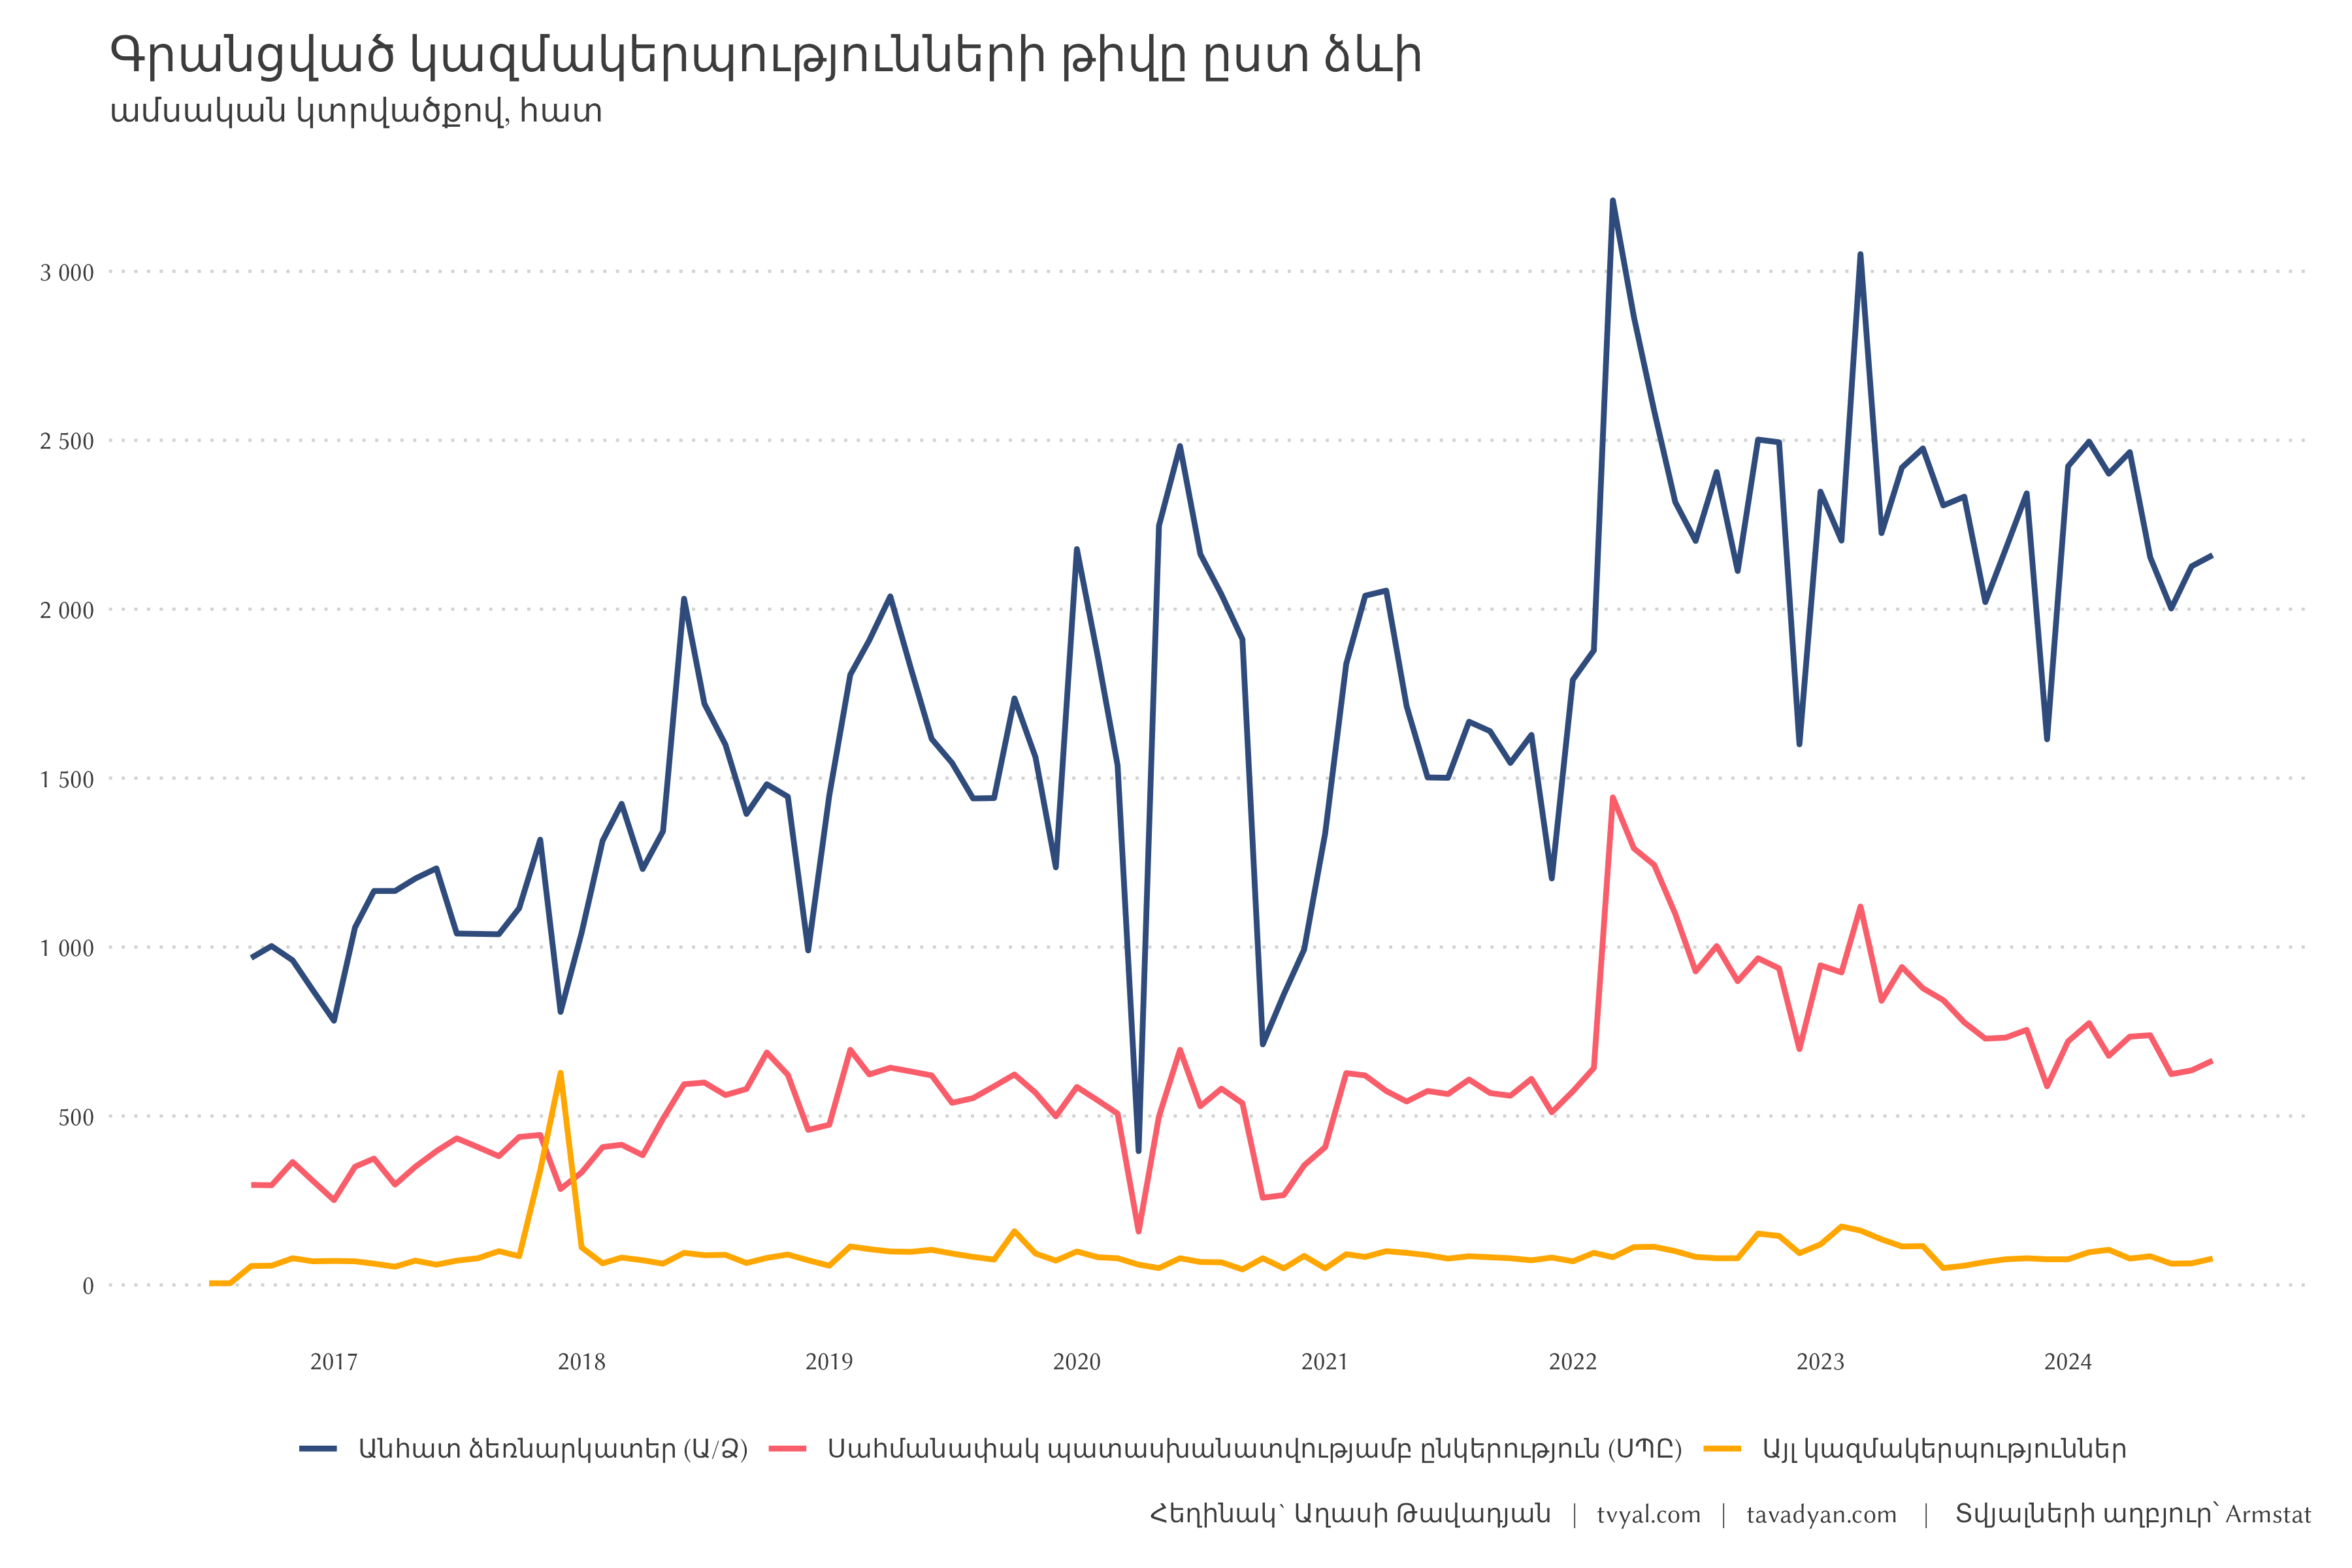 Գրանցված կազմակերպությունների թիվը ըստ ձևի
ամսական կտրվածքով, հատ
3 000
2 500
2 000
1 500
1 000
500
0
2017 2018 2019 2020 2021 2022 2023 2024
Անհատ ձեռնարկատեր (Ա/Ձ) Սահմանափակ պատասխանատվությամբ ընկերություն (ՍՊԸ) Այլ կազմակերպություններ
Հեղինակ՝ Աղասի Թավադյան | tvyal.com | tavadyan.com | Տվյալների աղբյուր՝ Armstat